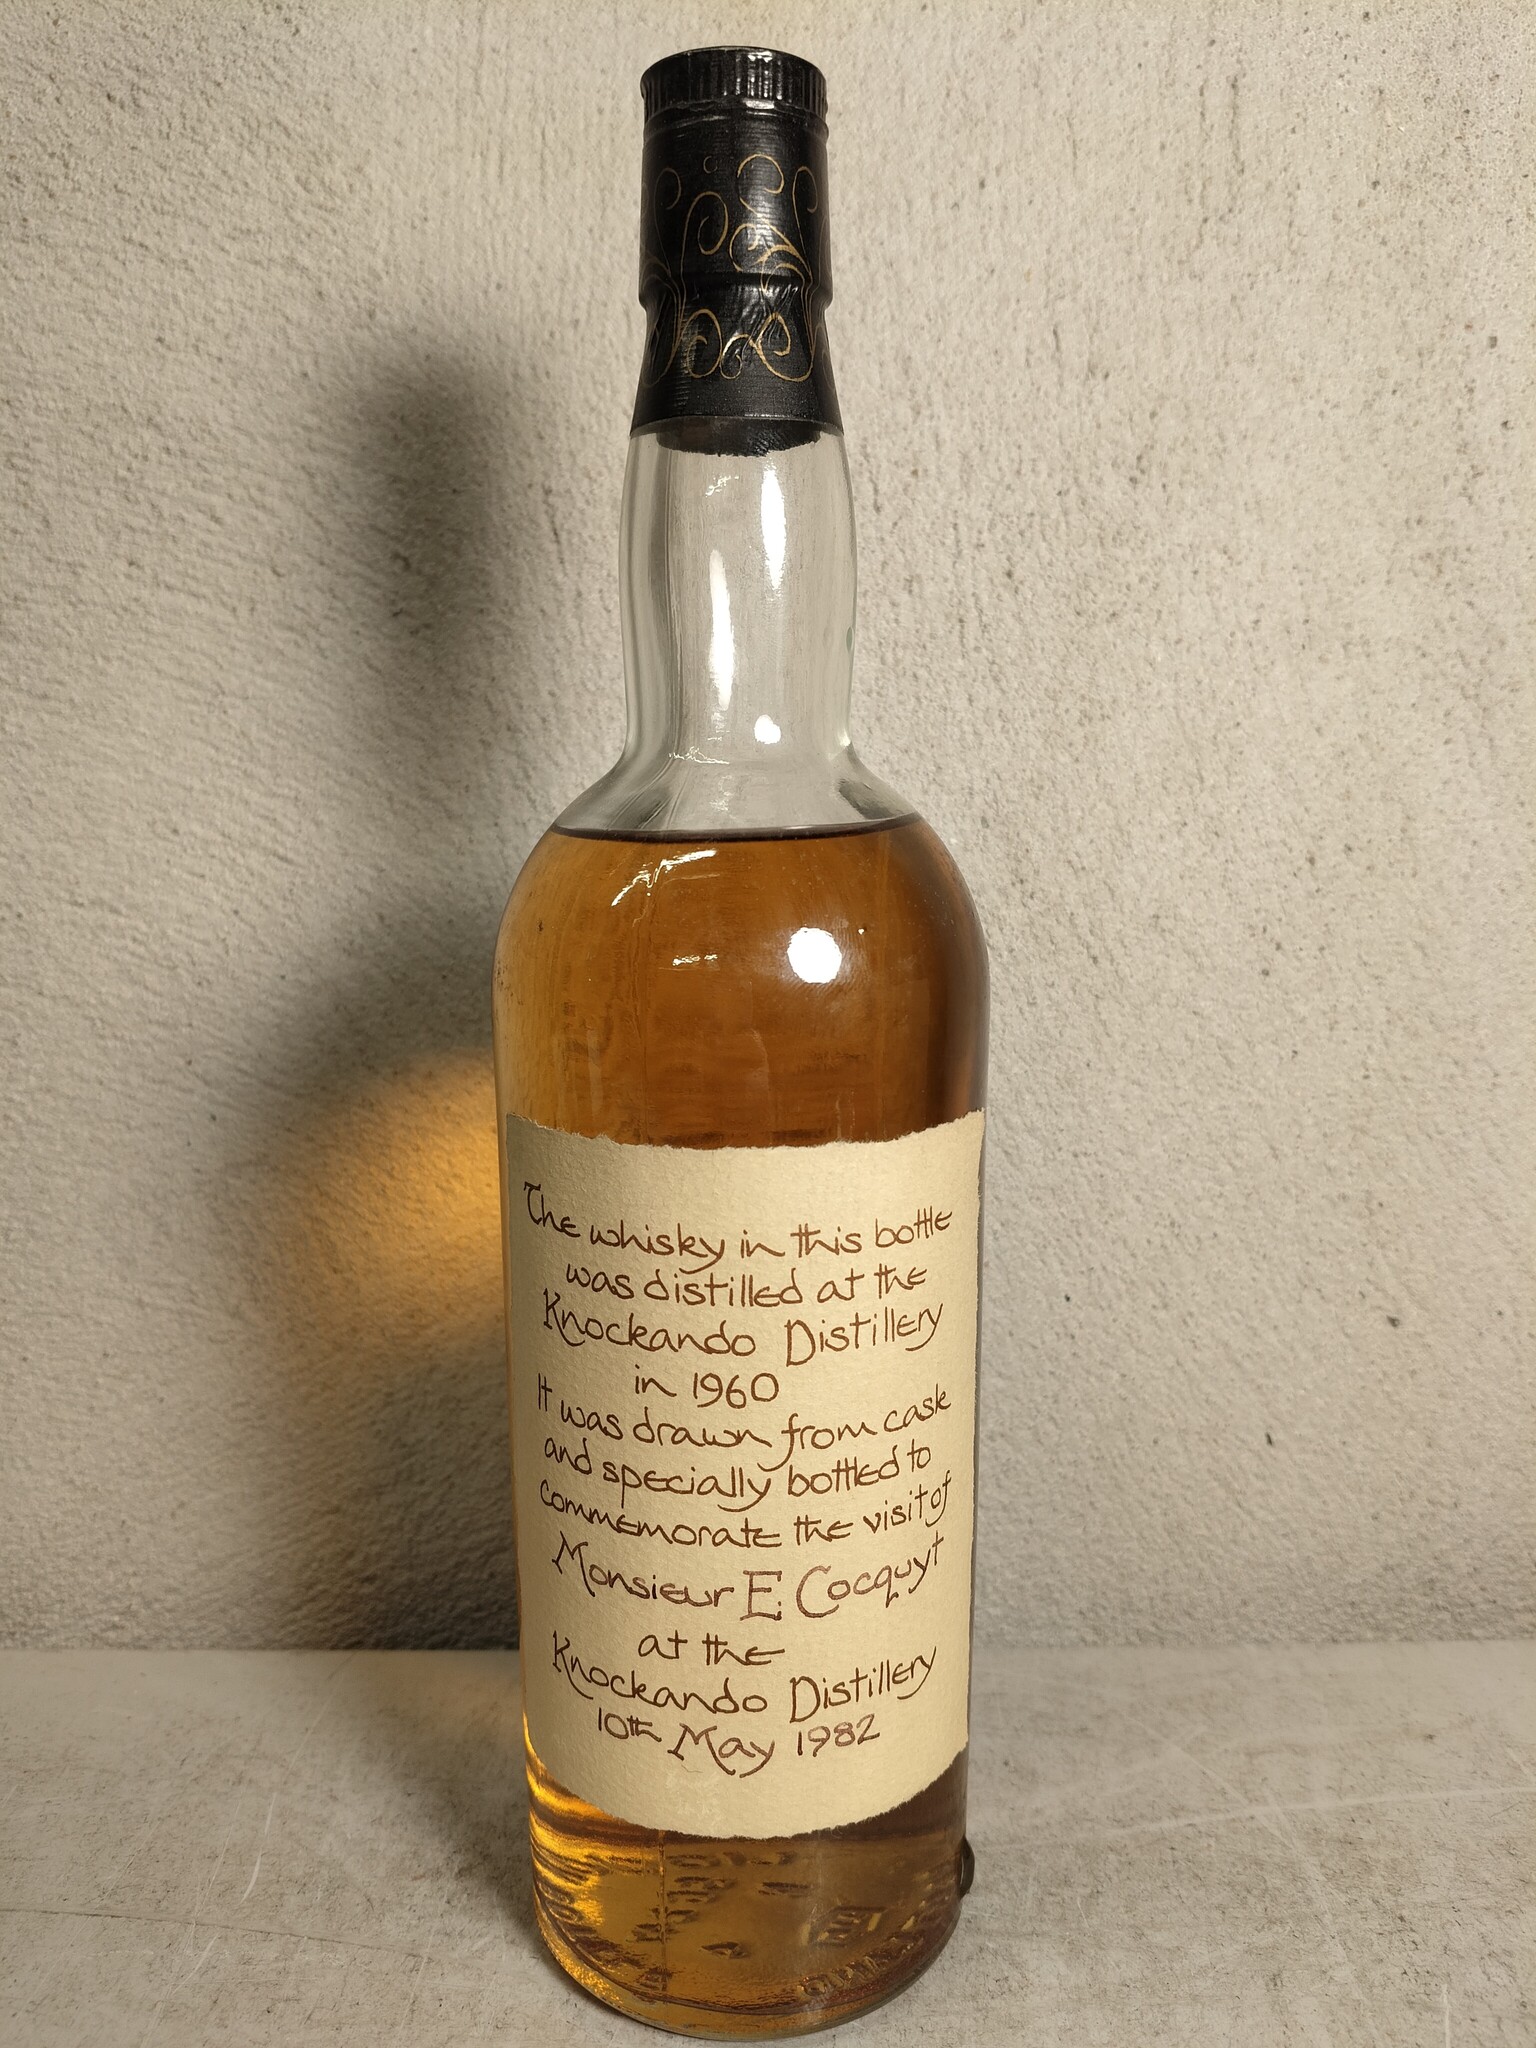 The whisky in this bottle
was distilled at the
Knockando Distillery
in 1960
It was drawn from cask
and specially bottled to
commemorate the visit of
Monsieur E. Cocquyt
at the
Knockando Distillery
10th May 1982